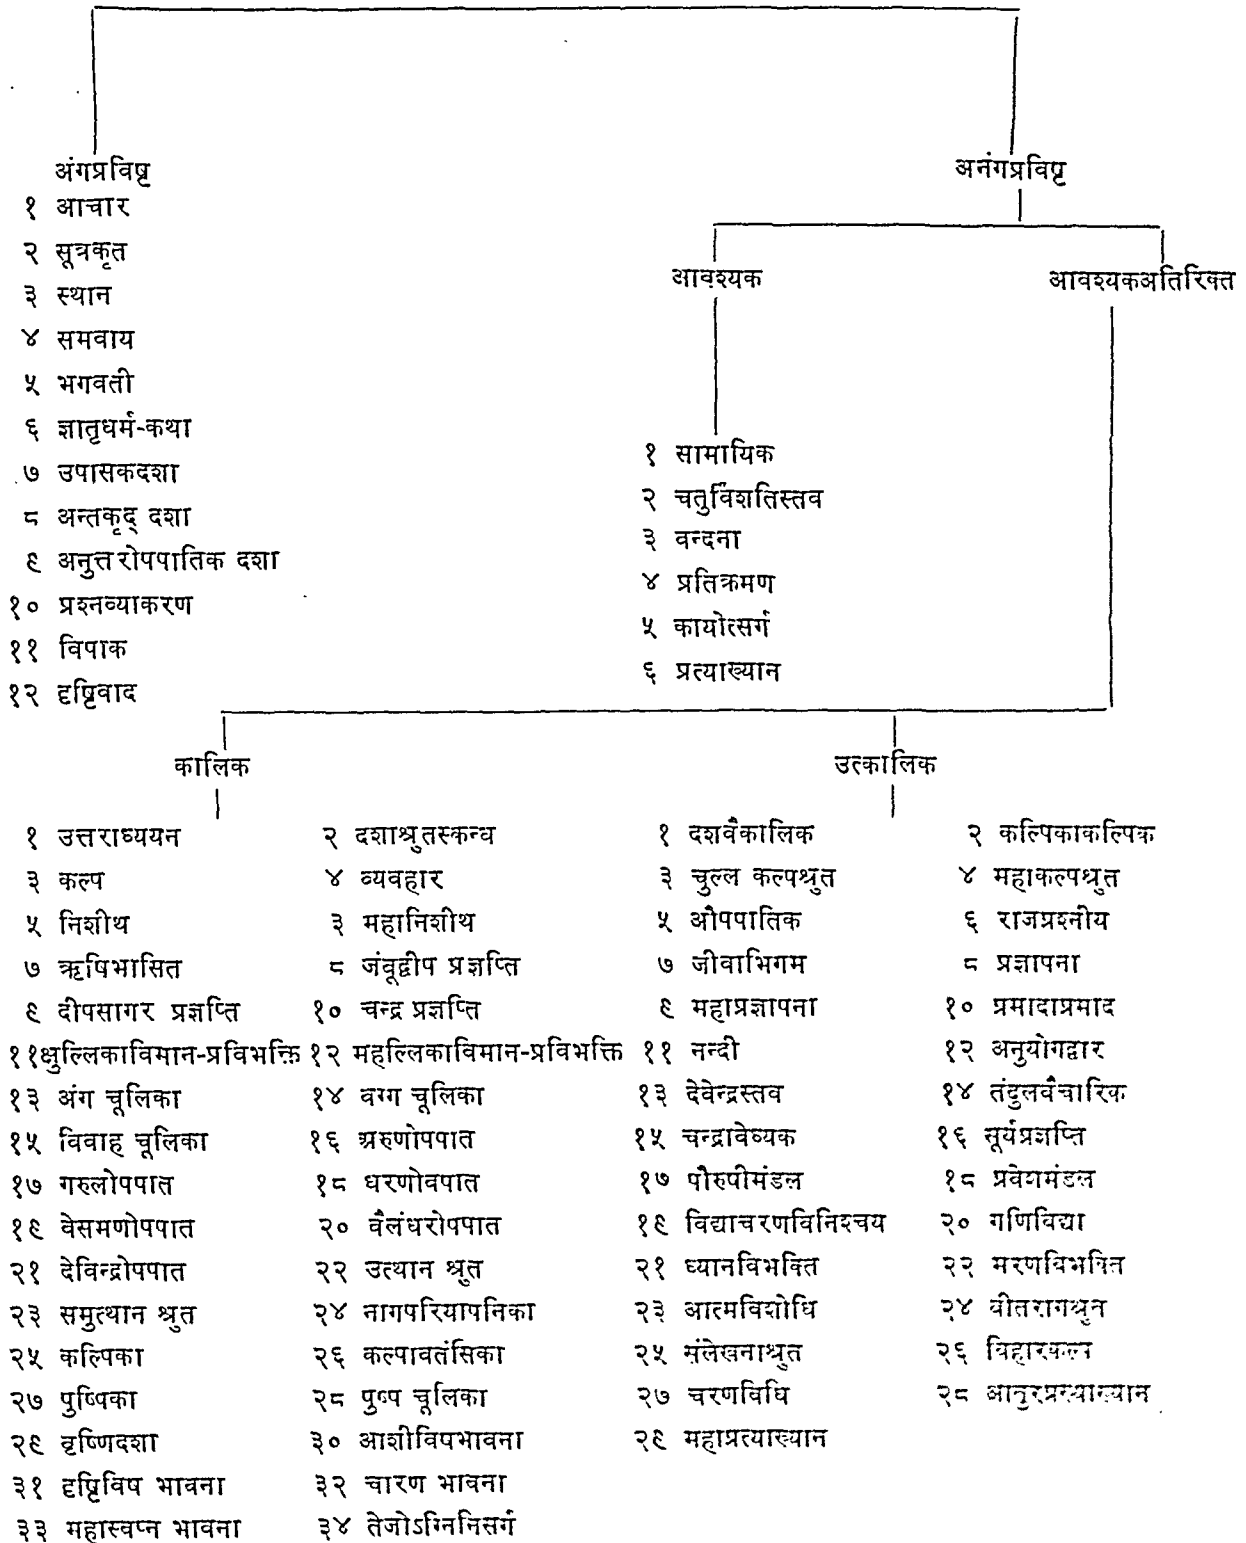 अंगप्रविष्ट
१ आचार
२ सूत्रकृत
३ स्थान
४ समवाय
५ भगवती
६ ज्ञातृधर्म-कथा
७ उपासकदशा
८ अन्तकृद् दशा
९ अनुत्तरोपपातिक दशा
१० प्रश्नव्याकरण
११ विपाक
१२ दृष्टिवाद
अनंगप्रविष्ट
आवश्यक
१ सामायिक
२ चतुर्विंशतिस्तव
३ वन्दना
४ प्रतिक्रमण
५ कायोत्सर्ग
६ प्रत्याख्यान
आवश्यकअतिरिक्त
कालिक
१ उत्तराध्ययन २ दशाश्रुतस्कन्ध
३ कल्प ४ व्यवहार
५ निशीथ ३ महानिशीथ
७ ऋषिभासित ८ जंबूद्वीप प्रज्ञप्ति
९ दीपसागर प्रज्ञप्ति १० चन्द्र प्रज्ञप्ति
११क्षुल्लिकाविमान-प्रविभक्ति १२ महल्लिकाविमान-प्रविभक्ति
१३ अंग चूलिका १४ वग्ग चूलिका
१५ विवाह चूलिका १६ अरुणोपपात
१७ गरुलोपपात १८ धरणोवपात
१९ वेसमणोपपात २० वैलंधरोपपात
२१ देविन्द्रोपपात २२ उत्थान श्रुत
२३ समुत्थान श्रुत २४ नागपरियापनिका
२५ कल्पिका २६ कल्पावतंसिका
२७ पुष्पिका २८ पुष्प चूलिका
२९ वृष्णिदशा ३० आशीविषभावना
३१ दृष्टिविष भावना ३२ चारण भावना
३३ महास्वप्न भावना ३४ तेजोऽग्निनिसर्ग
उत्कालिक
१ दशवैकालिक २ कल्पिकाकल्पिक
३ चुल्ल कल्पश्रुत ४ महाकल्पश्रुत
५ औपपातिक ६ राजप्रश्नीय
७ जीवाभिगम ८ प्रज्ञापना
९ महाप्रज्ञापना १० प्रमादाप्रमाद
११ नन्दी १२ अनुयोगद्वार
१३ देवेन्द्रस्तव १४ तंदुलवैचारिक
१५ चन्द्रावेध्यक १६ सूर्यप्रज्ञप्ति
१७ पौरुषीमंडल १८ प्रवेशमंडल
१९ विद्याचरणविनिश्चय २० गणिविद्या
२१ ध्यानविभक्ति २२ मरणविभक्ति
२३ आत्मविशोधि २४ वीतरागश्रुत
२५ संलेखनाश्रुत २६ विहारकल्प
२७ चरणविधि २८ आतुरप्रत्याख्यान
२९ महाप्रत्याख्यान